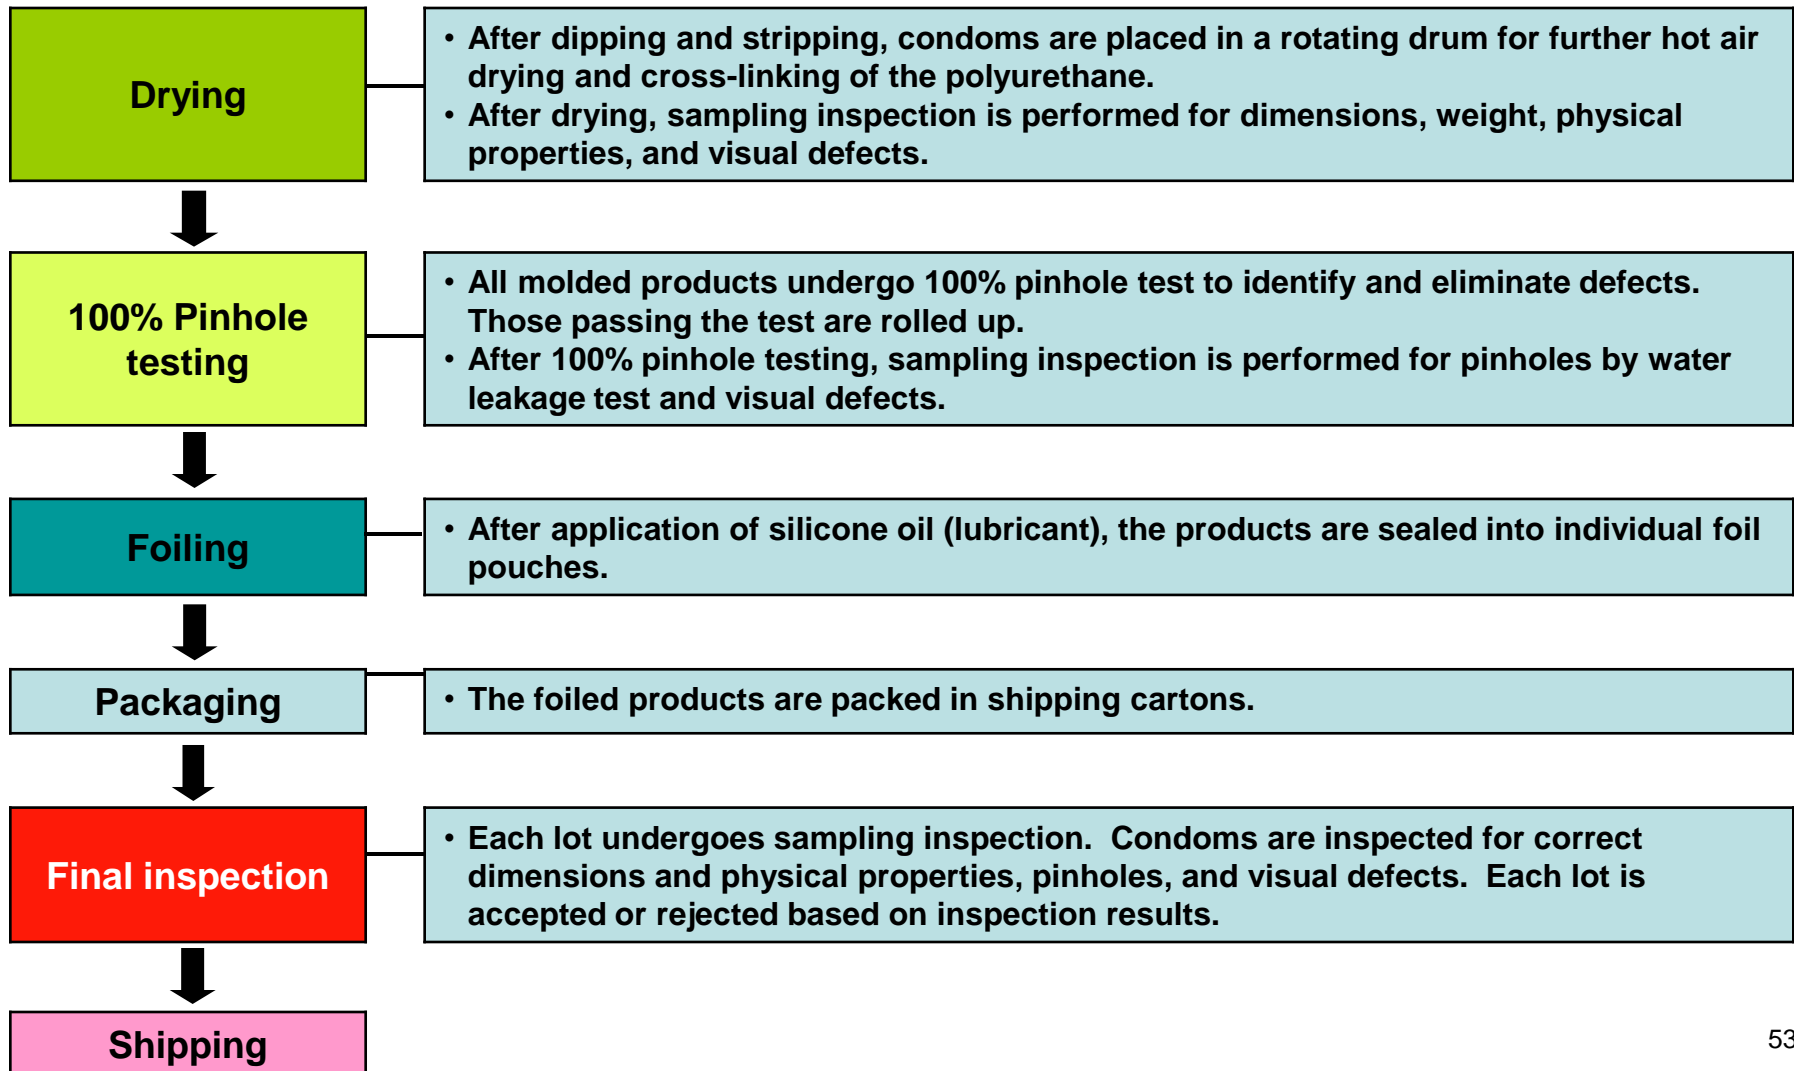 Drying
• After dipping and stripping, condoms are placed in a rotating drum for further hot air
drying and cross-linking of the polyurethane.
• After drying, sampling inspection is performed for dimensions, weight, physical
properties, and visual defects.
100% Pinhole
testing
• All molded products undergo 100% pinhole test to identify and eliminate defects.
Those passing the test are rolled up.
• After 100% pinhole testing, sampling inspection is performed for pinholes by water
leakage test and visual defects.
Foiling
• After application of silicone oil (lubricant), the products are sealed into individual foil
pouches.
Packaging
• The foiled products are packed in shipping cartons.
Final inspection
• Each lot undergoes sampling inspection.  Condoms are inspected for correct
dimensions and physical properties, pinholes, and visual defects.  Each lot is
accepted or rejected based on inspection results.
Shipping
53